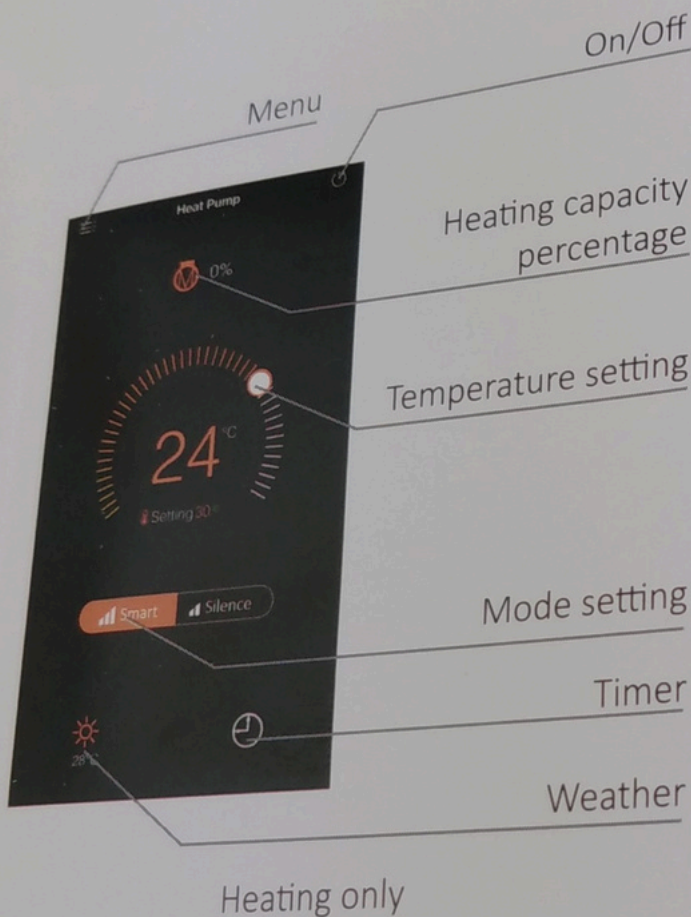 On/Off
Menu
Heat Pump
Heating capacity
percentage
0%
Temperature setting
24°C
Setting 30°
Smart
Silence
Mode setting
Timer
28°C
Weather
Heating only